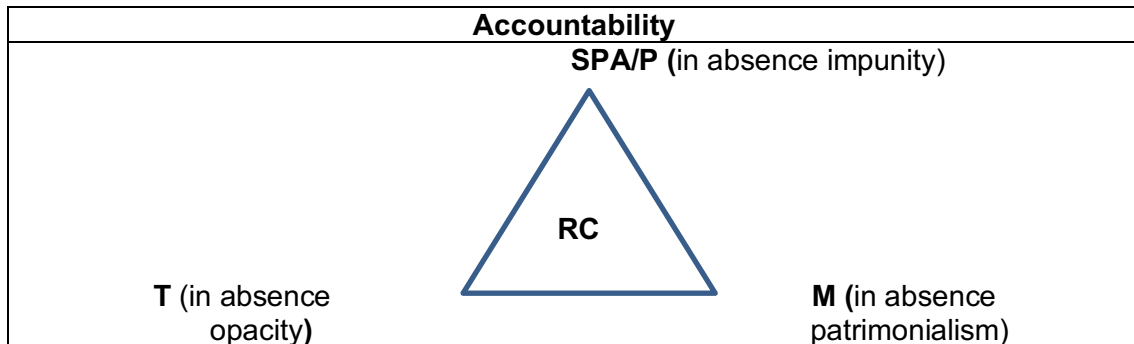 Accountability
SPA/P (in absence impunity)
RC
T (in absence
opacity)
M (in absence
patrimonialism)